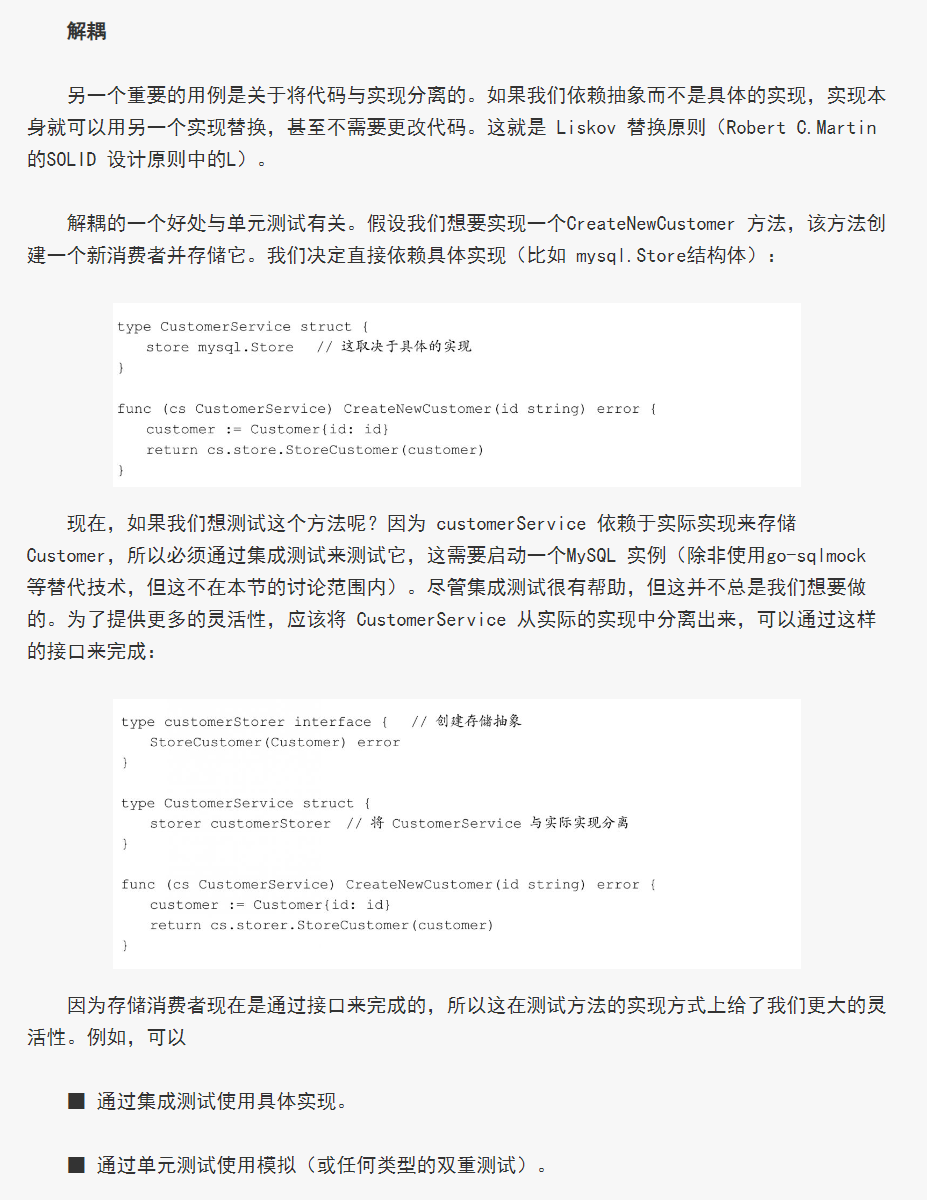 解耦
另一个重要的用例是关于将代码与实现分离的。如果我们依赖抽象而不是具体的实现，实现本
身就可以用另一个实现替换，甚至不需要更改代码。这就是 Liskov 替换原则（Robert C.Martin
的SOLID 设计原则中的L）。
解耦的一个好处与单元测试有关。假设我们想要实现一个CreateNewCustomer 方法，该方法创
建一个新消费者并存储它。我们决定直接依赖具体实现（比如 mysql.Store结构体）：
type CustomerService struct {
store mysql.Store // 这取决于具体的实现
}
func (cs CustomerService) CreateNewCustomer(id string) error {
customer := Customer{id: id}
return cs.store.StoreCustomer(customer)
}
现在，如果我们想测试这个方法呢？因为 customerService 依赖于实际实现来存储
Customer，所以必须通过集成测试来测试它，这需要启动一个MySQL 实例（除非使用go-sqlmock
等替代技术，但这不在本节的讨论范围内）。尽管集成测试很有帮助，但这并不总是我们想要做
的。为了提供更多的灵活性，应该将 CustomerService 从实际的实现中分离出来，可以通过这样
的接口来完成：
type customerStorer interface { // 创建存储抽象
StoreCustomer(Customer) error
}
type CustomerService struct {
storer customerStorer // 将 CustomerService 与实际实现分离
}
func (cs CustomerService) CreateNewCustomer(id string) error {
customer := Customer{id: id}
return cs.storer.StoreCustomer(customer)
}
因为存储消费者现在是通过接口来完成的，所以这在测试方法的实现方式上给了我们更大的灵
活性。例如，可以
■ 通过集成测试使用具体实现。
■ 通过单元测试使用模拟（或任何类型的双重测试）。